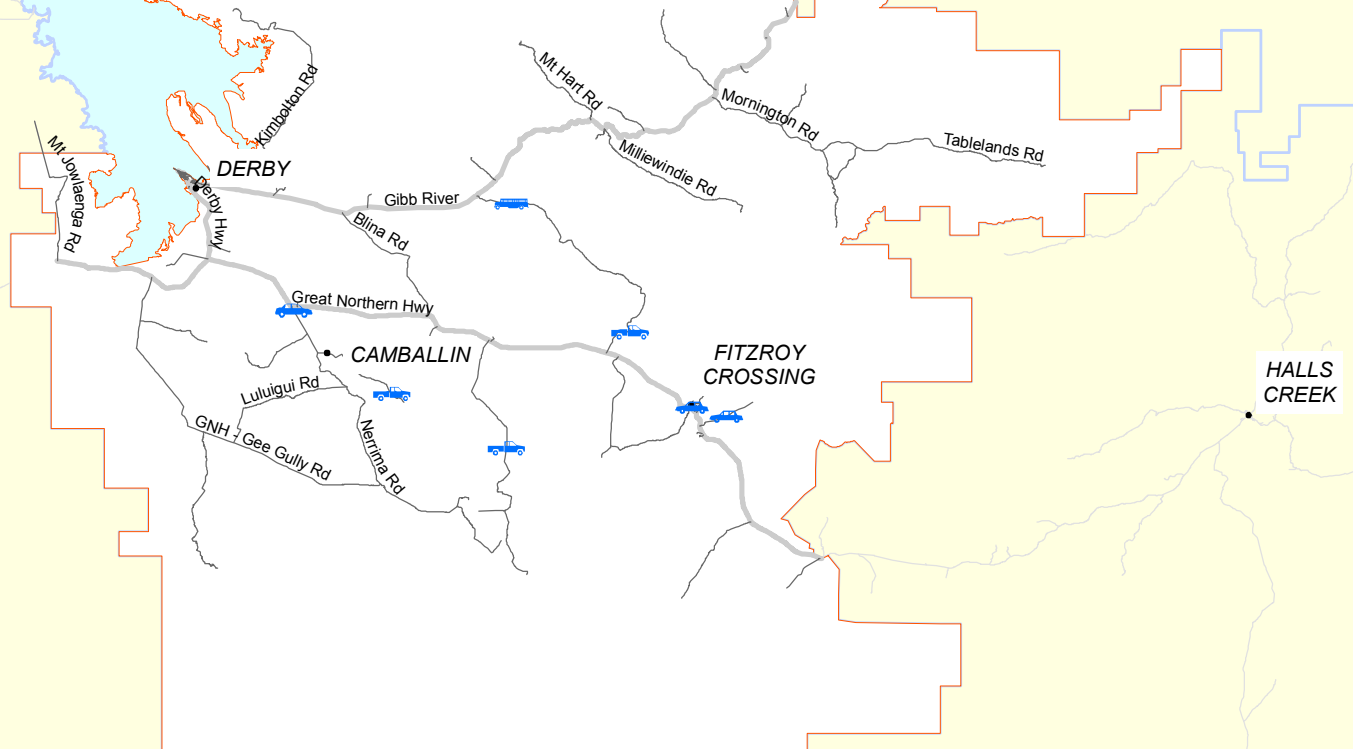 Kimbolton Rd
Mt Hart Rd
Mornington Rd
Tablelands Rd
Milliewindie Rd
Mt Jowlaenga Rd
DERBY
Derby Hwy
Gibb River
Blina Rd
Great Northern Hwy
CAMBALLIN
FITZROY
CROSSING
HALLS
CREEK
Luluigui Rd
GNH - Gee Gully Rd
Nerrima Rd